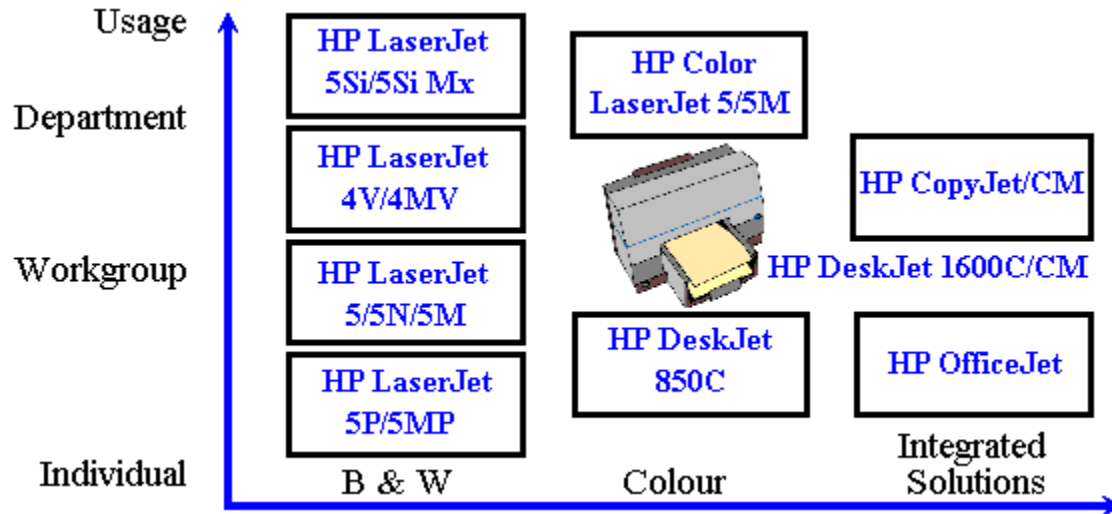 Usage
HP LaserJet
5Si/5Si Mx
HP Color
LaserJet 5/5M
Department
HP LaserJet
4V/4MV
HP CopyJet/CM
Workgroup
HP LaserJet
5/5N/5M
HP DeskJet 1600C/CM
HP DeskJet
850C
HP OfficeJet
HP LaserJet
5P/5MP
Individual
B & W
Colour
Integrated
Solutions